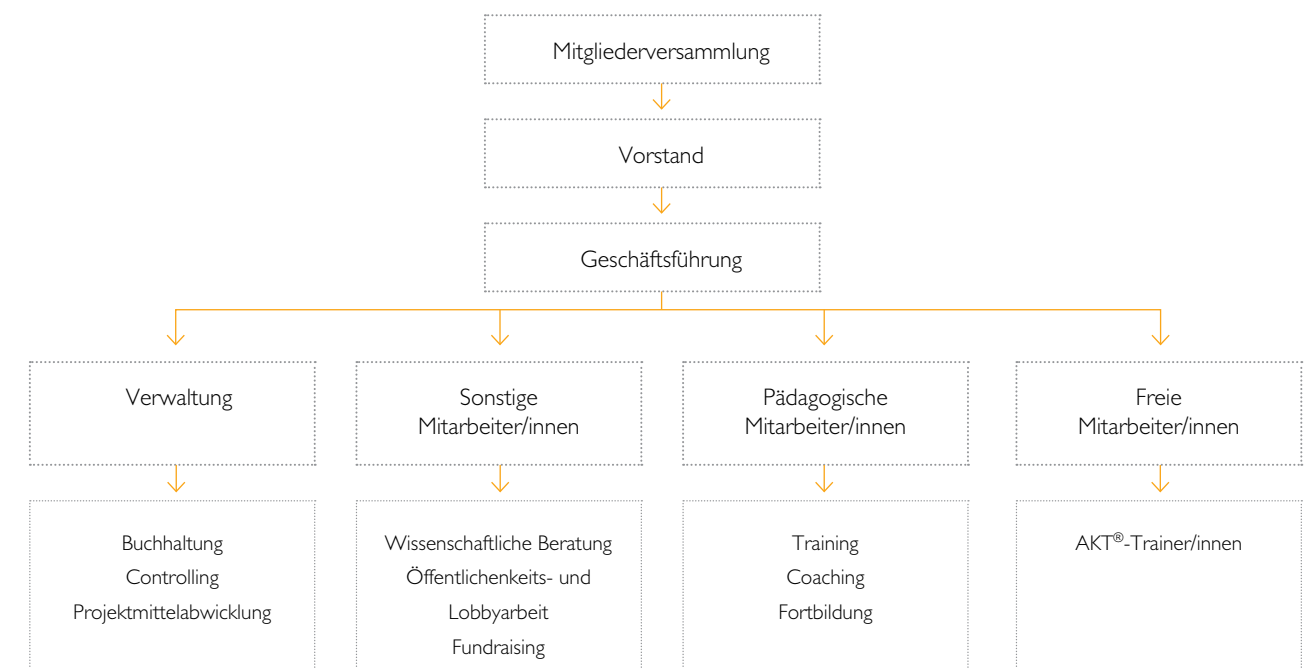 Mitgliederversammlung
Vorstand
Geschäftsführung
Verwaltung
Sonstige
Mitarbeiter/innen
Pädagogische
Mitarbeiter/innen
Freie
Mitarbeiter/innen
Buchhaltung
Controlling
Projektmittelabwicklung
Wissenschaftliche Beratung
Öffentlichenkeits- und
Lobbyarbeit
Fundraising
Training
Coaching
Fortbildung
AKT®-Trainer/innen